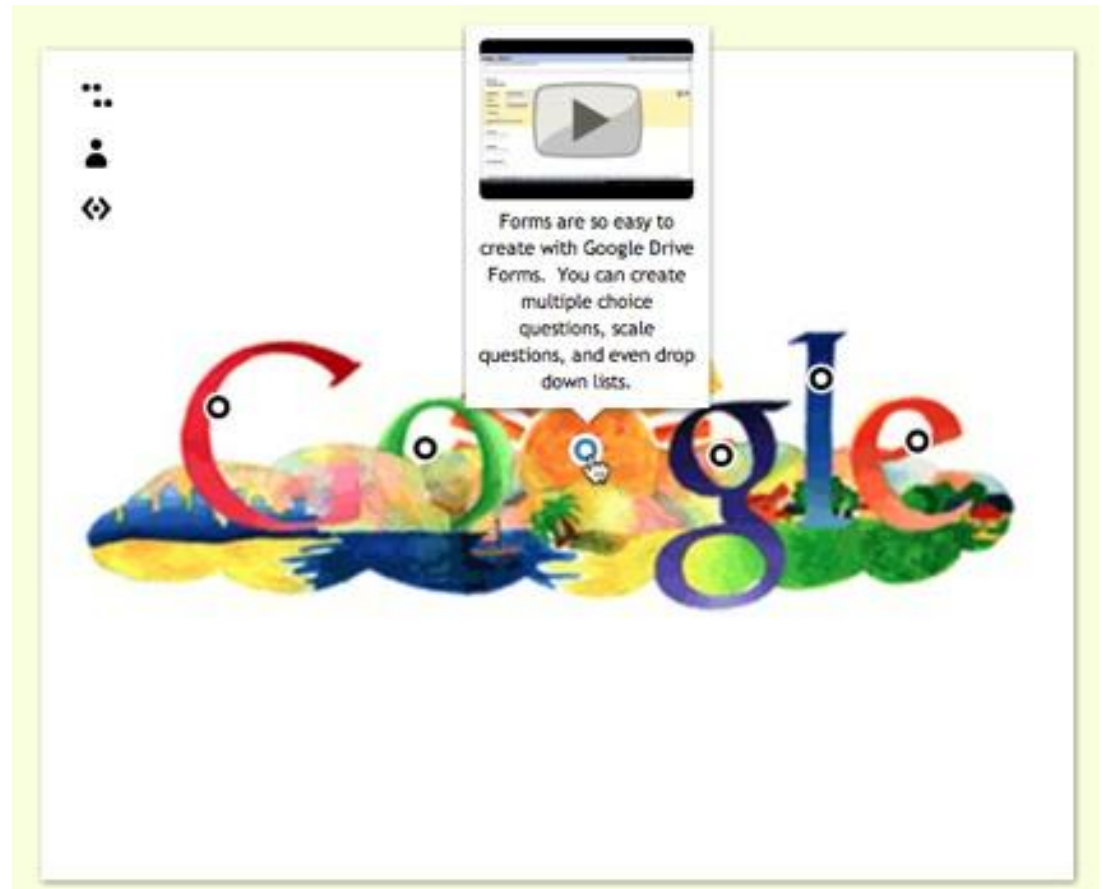 Forms are so easy to
create with Google Drive
Forms. You can create
multiple choice
questions, scale
questions, and even drop
down lists.
Google